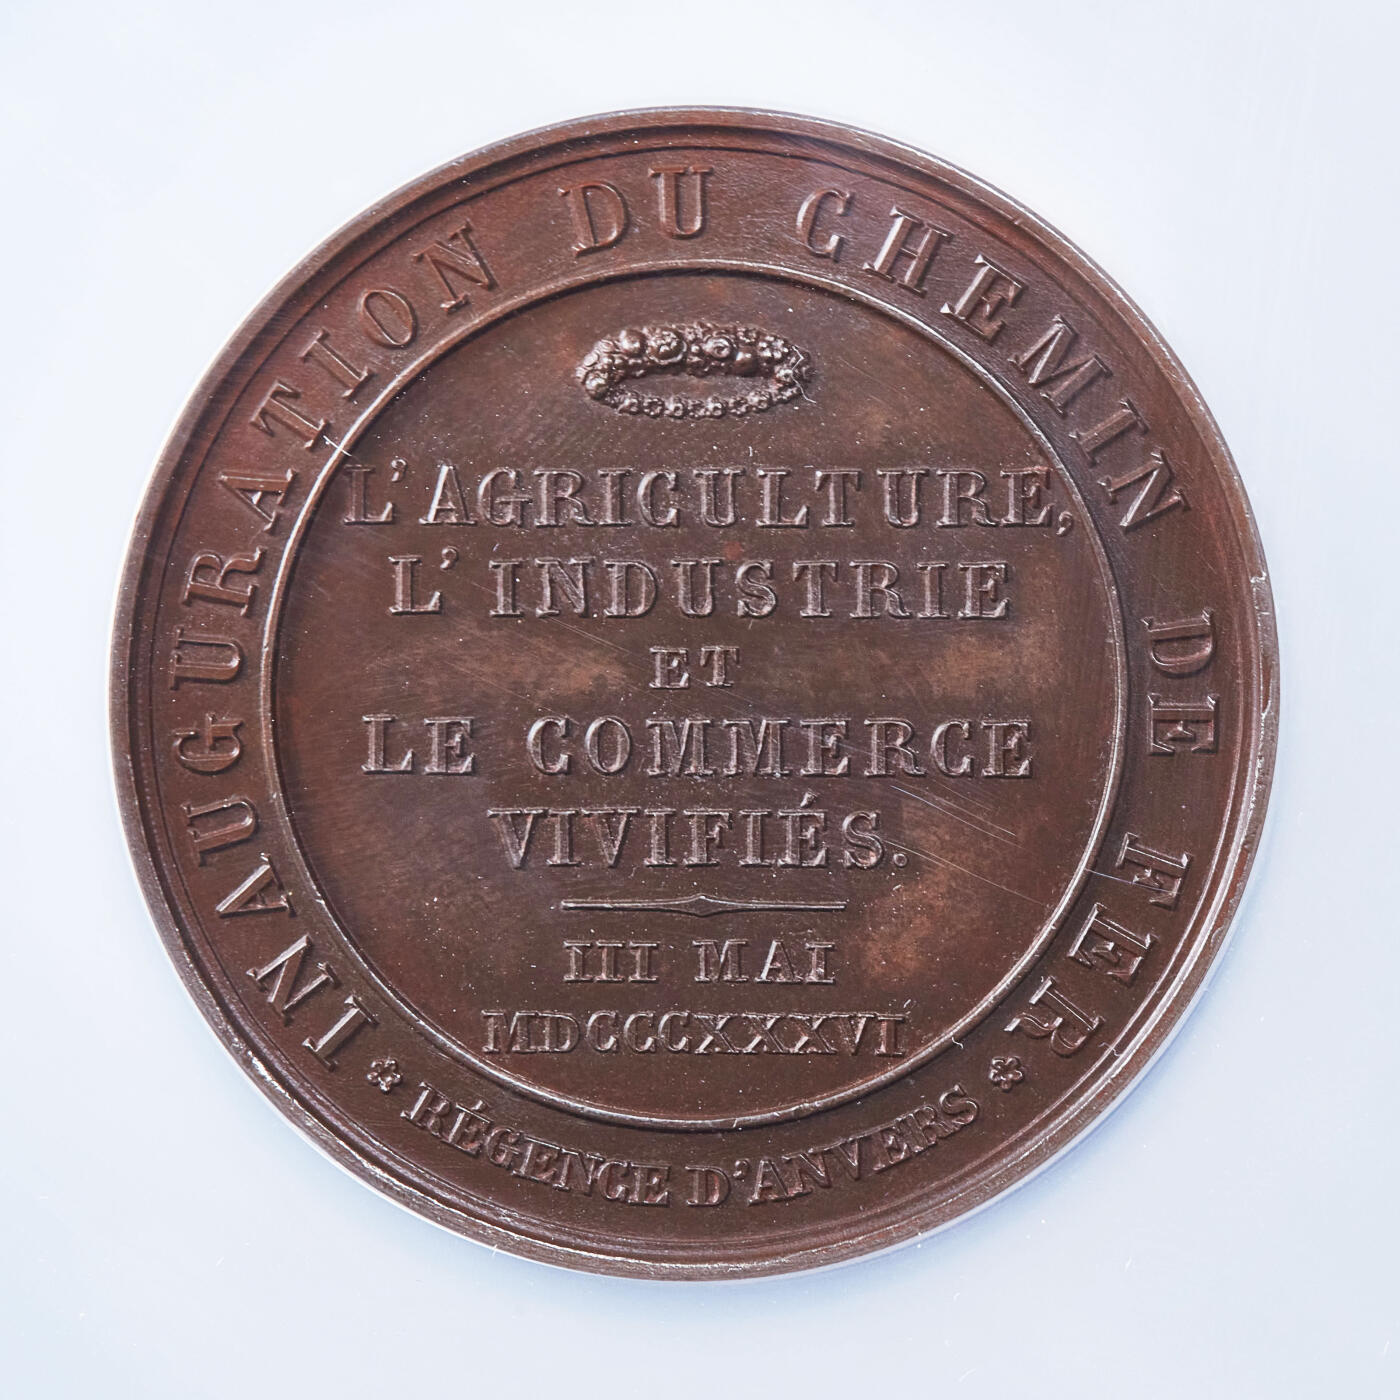 INAUGURATION DU CHEMIN DE FER
L'AGRICULTURE,
L'INDUSTRIE
ET
LE COMMERCE
VIVIFIÉS.
III MAI
MDCCCXXXVI
RÉGENCE D'ANVERS